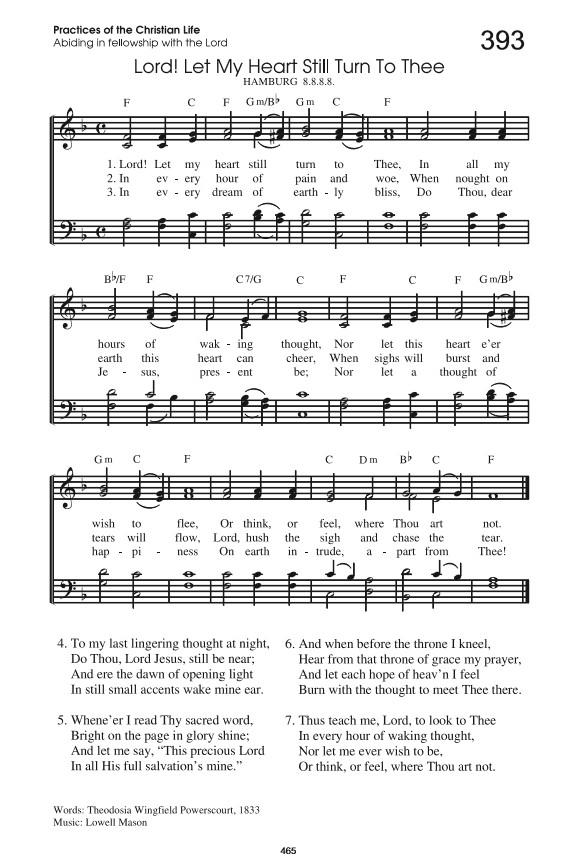 Practices of the Christian Life
Abiding in fellowship with the Lord
393
Lord! Let My Heart Still Turn To Thee
HAMBURG 8.8.8.8.
F C F Gm/B♭ Gm C F
1. Lord! Let my heart still turn to Thee, In all my
2. In ev - ery hour of pain and woe, When nought on
3. In ev - ery dream of earth - ly bliss, Do Thou, dear
B♭/F F C7/G C F C F Gm/B♭
hours of wak - ing thought, Nor let this heart e'er
earth this heart can cheer, When sighs will burst and
Je - sus, pres - ent be; Nor let a thought of
Gm C F C Dm B♭ C F
wish to flee, Or think, or feel, where Thou art not.
tears will flow, Lord, hush the sigh and chase the tear.
hap - pi - ness On earth in - trude, a - part from Thee!
4. To my last lingering thought at night,
Do Thou, Lord Jesus, still be near;
And ere the dawn of opening light
In still small accents wake mine ear.
5. Whene'er I read Thy sacred word,
Bright on the page in glory shine;
And let me say, “This precious Lord
In all His full salvation's mine.”
6. And when before the throne I kneel,
Hear from that throne of grace my prayer,
And let each hope of heav'n I feel
Burn with the thought to meet Thee there.
7. Thus teach me, Lord, to look to Thee
In every hour of waking thought,
Nor let me ever wish to be,
Or think, or feel, where Thou art not.
Words: Theodosia Wingfield Powerscourt, 1833
Music: Lowell Mason
465